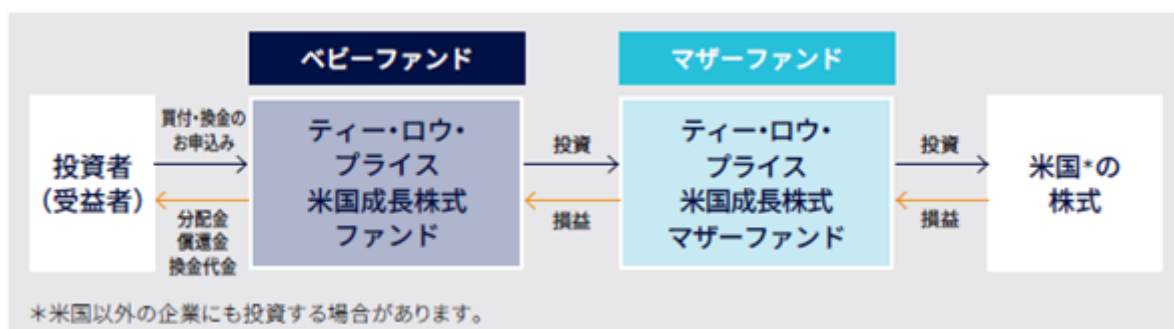 ベビーファンド
マザーファンド
投資者
(受益者)
買付・換金の
お申込み
分配金
償還金
換金代金
ティー・ロウ・
プライス
米国成長株式
ファンド
投資
損益
ティー・ロウ・
プライス
米国成長株式
マザーファンド
投資
損益
米国*の
株式
*米国以外の企業にも投資する場合があります。